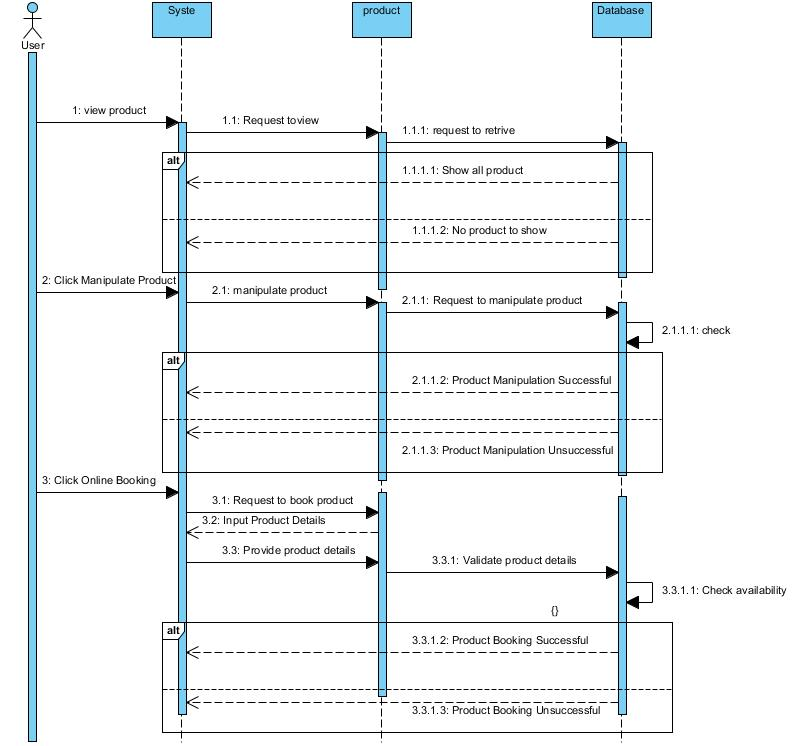 Syste
product
Database
User
1: view product
1.1: Request to view
1.1.1: request to retrive
alt
1.1.1.1: Show all product
1.1.1.2: No product to show
2: Click Manipulate Product
2.1: manipulate product
2.1.1: Request to manipulate product
2.1.1.1: check
alt
2.1.1.2: Product Manipulation Successful
2.1.1.3: Product Manipulation Unsuccessful
3: Click Online Booking
3.1: Request to book product
3.2: Input Product Details
3.3: Provide product details
3.3.1: Validate product details
3.3.1.1: Check availability
{}
alt
3.3.1.2: Product Booking Successful
3.3.1.3: Product Booking Unsuccessful